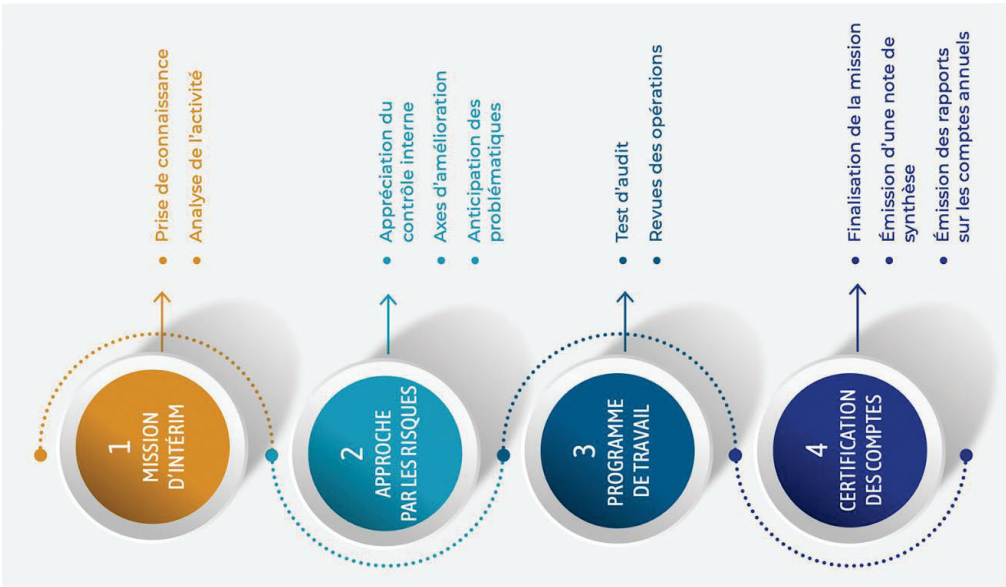 1
MISSION
D'INTÉRIM
• Prise de connaissance
• Analyse de l'activité
2
APPROCHE
PAR LES RISQUES
• Appréciation du
contrôle interne
• Axes d'amélioration
• Anticipation des
problématiques
3
PROGRAMME
DE TRAVAIL
• Test d'audit
• Revues des opérations
4
CERTIFICATION
DES COMPTES
• Finalisation de la mission
• Émission d'une note de
synthèse
• Émission des rapports
sur les comptes annuels